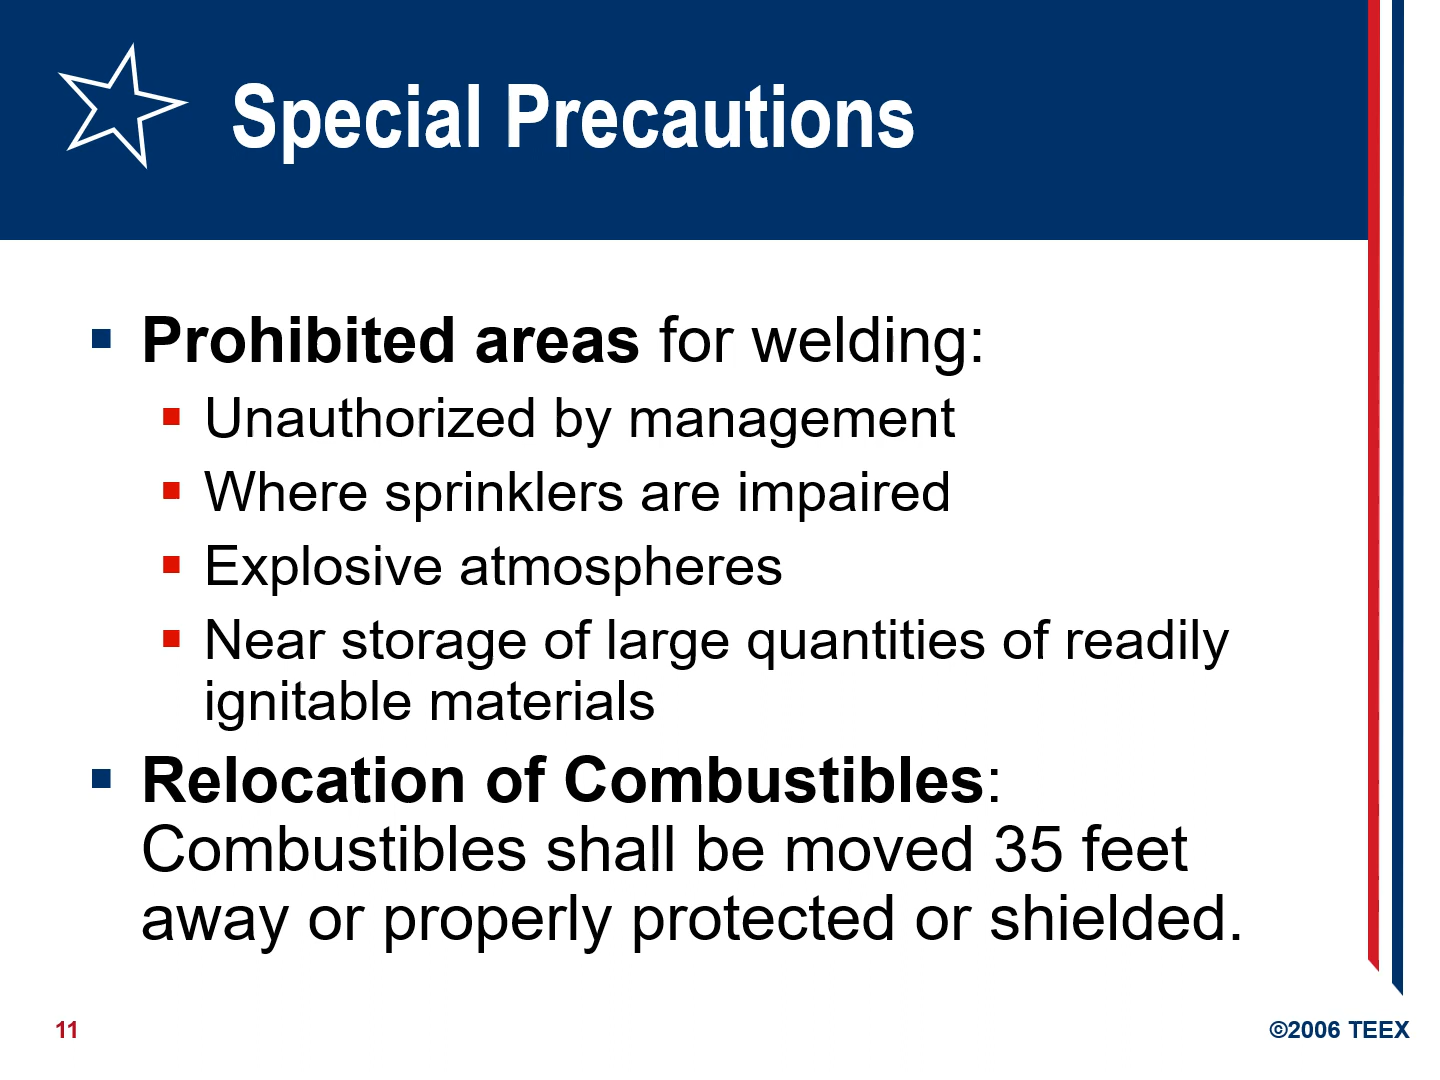 Special Precautions
Prohibited areas for welding:
Unauthorized by management
Where sprinklers are impaired
Explosive atmospheres
Near storage of large quantities of readily
ignitable materials
Relocation of Combustibles:
Combustibles shall be moved 35 feet
away or properly protected or shielded.
11
©2006 TEEX